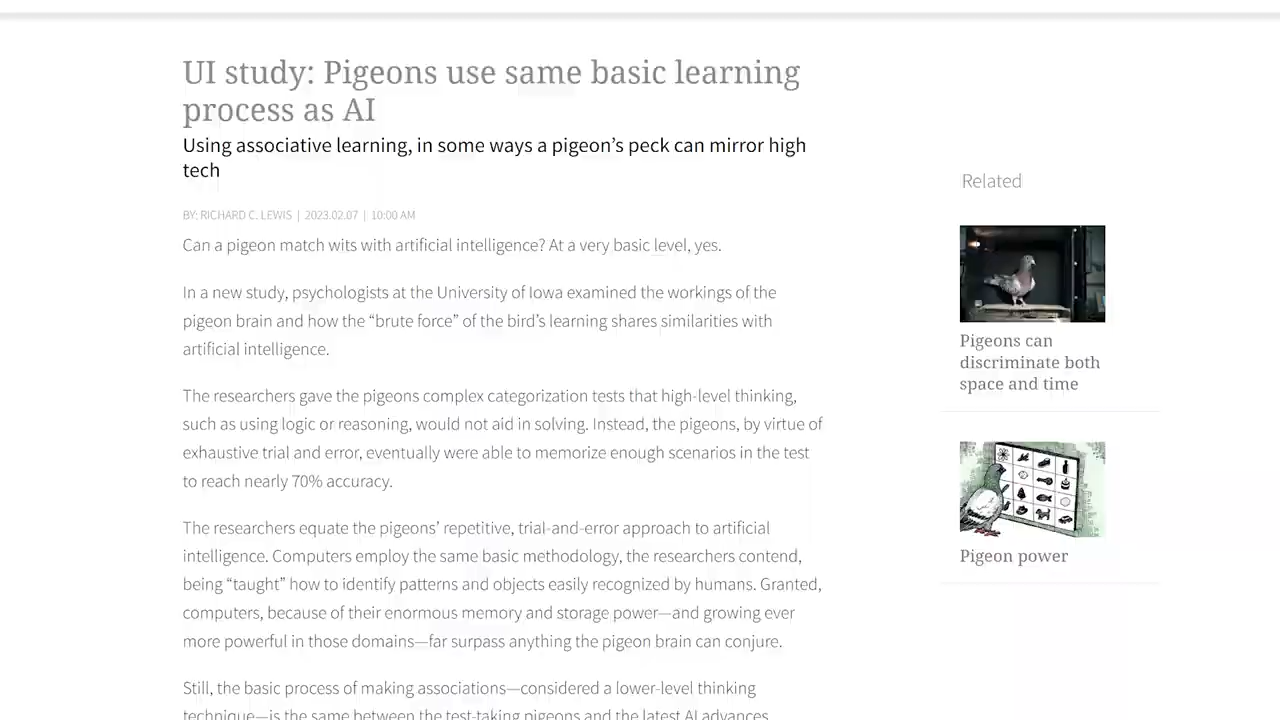 UI study: Pigeons use same basic learning
process as AI
Using associative learning, in some ways a pigeon’s peck can mirror high
tech
BY: RICHARD C. LEWIS | 2023.02.07 | 10:00 AM
Can a pigeon match wits with artificial intelligence? At a very basic level, yes.
In a new study, psychologists at the University of Iowa examined the workings of the
pigeon brain and how the “brute force” of the bird’s learning shares similarities with
artificial intelligence.
The researchers gave the pigeons complex categorization tests that high-level thinking,
such as using logic or reasoning, would not aid in solving. Instead, the pigeons, by virtue of
exhaustive trial and error, eventually were able to memorize enough scenarios in the test
to reach nearly 70% accuracy.
The researchers equate the pigeons’ repetitive, trial-and-error approach to artificial
intelligence. Computers employ the same basic methodology, the researchers contend,
being “taught” how to identify patterns and objects easily recognized by humans. Granted,
computers, because of their enormous memory and storage power—and growing ever
more powerful in those domains—far surpass anything the pigeon brain can conjure.
Still, the basic process of making associations—considered a lower-level thinking
technique—is the same between the test-taking pigeons and the latest AI advances.
Related
Pigeons can
discriminate both
space and time
Pigeon power